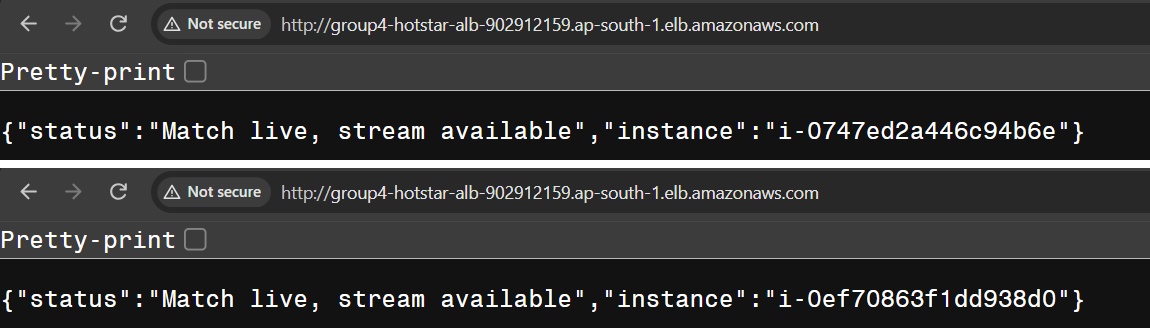 Not secure http://group4-hotstar-alb-902912159.ap-south-1.elb.amazonaws.com
Pretty-print
{"status":"Match live, stream available","instance":"i-0747ed2a446c94b6e"}
Not secure http://group4-hotstar-alb-902912159.ap-south-1.elb.amazonaws.com
Pretty-print
{"status":"Match live, stream available","instance":"i-0ef70863f1dd938d0"}